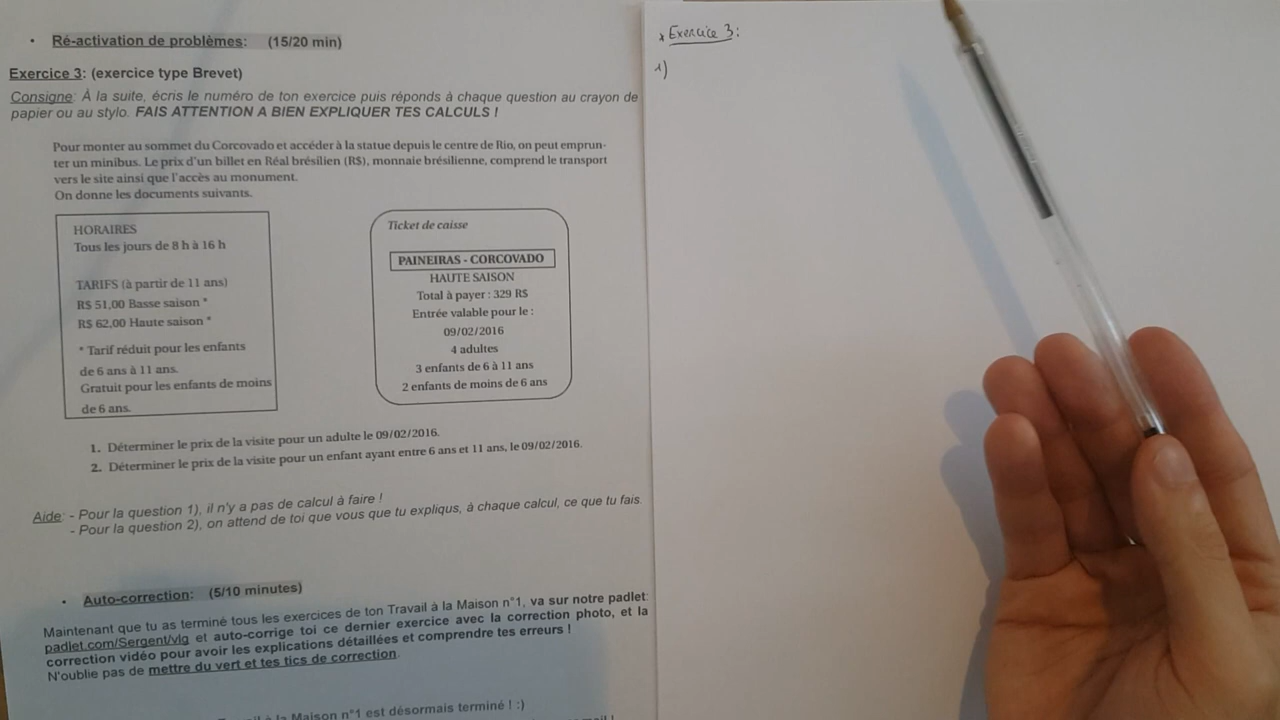 • Ré-activation de problèmes: (15/20 min)
Exercice 3: (exercice type Brevet)
Consigne: À la suite, écris le numéro de ton exercice puis réponds à chaque question au crayon de
papier ou au stylo. FAIS ATTENTION A BIEN EXPLIQUER TES CALCULS !
Pour monter au sommet du Corcovado et accéder à la statue depuis le centre de Rio, on peut emprun-
ter un minibus. Le prix d'un billet en Réal brésilien (R$), monnaie brésilienne, comprend le transport
vers le site ainsi que l'accès au monument.
On donne les documents suivants.
HORAIRES
Tous les jours de 8 h à 16 h
TARIFS (à partir de 11 ans)
R$ 51,00 Basse saison *
R$ 62,00 Haute saison *
* Tarif réduit pour les enfants
de 6 ans à 11 ans.
Gratuit pour les enfants de moins
de 6 ans.
Ticket de caisse
PAINEIRAS - CORCOVADO
HAUTE SAISON
Total à payer : 329 R$
Entrée valable pour le :
09/02/2016
4 adultes
3 enfants de 6 à 11 ans
2 enfants de moins de 6 ans
1. Déterminer le prix de la visite pour un adulte le 09/02/2016.
2. Déterminer le prix de la visite pour un enfant ayant entre 6 ans et 11 ans, le 09/02/2016.
Aide: - Pour la question 1), il n'y a pas de calcul à faire !
- Pour la question 2), on attend de toi que vous que tu expliqus, á chaque calcul, ce que tu fais.
• Auto-correction: (5/10 minutes)
Maintenant que tu as terminé tous les exercices de ton Travail à la Maison n°1, va sur notre padlet:
padlet.com/Sergent/vlg et auto-corrige toi ce dernier exercice avec la correction photo, et la
correction vidéo pour avoir les explications détaillées et comprendre tes erreurs !
N'oublie pas de mettre du vert et tes tics de correction.
à la Maison n°1 est désormais terminé ! :)
* Exercice 3:
1)